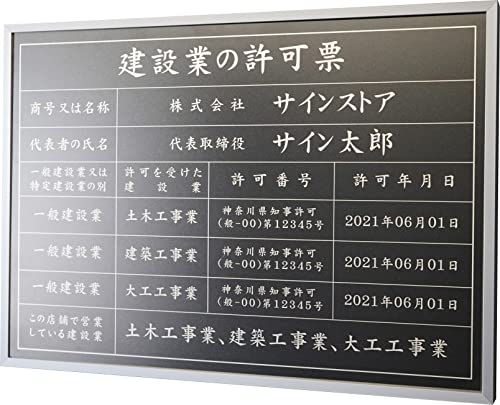 建設業の許可票
商号又は名称 株式会社 サインストア
代表者の氏名 代表取締役 サイン太郎
一般建設業又は
特定建設業の別
許可を受けた
建設業
許可番号 許可年月日
一般建設業 土木工事業 神奈川県知事許可
(般-00)第12345号 2021年06月01日
一般建設業 建築工事業 神奈川県知事許可
(般-00)第12345号 2021年06月01日
一般建設業 大工工事業 神奈川県知事許可
(般-00)第12345号 2021年06月01日
この店舗で営業
している建設業
土木工事業、建築工事業、大工工事業